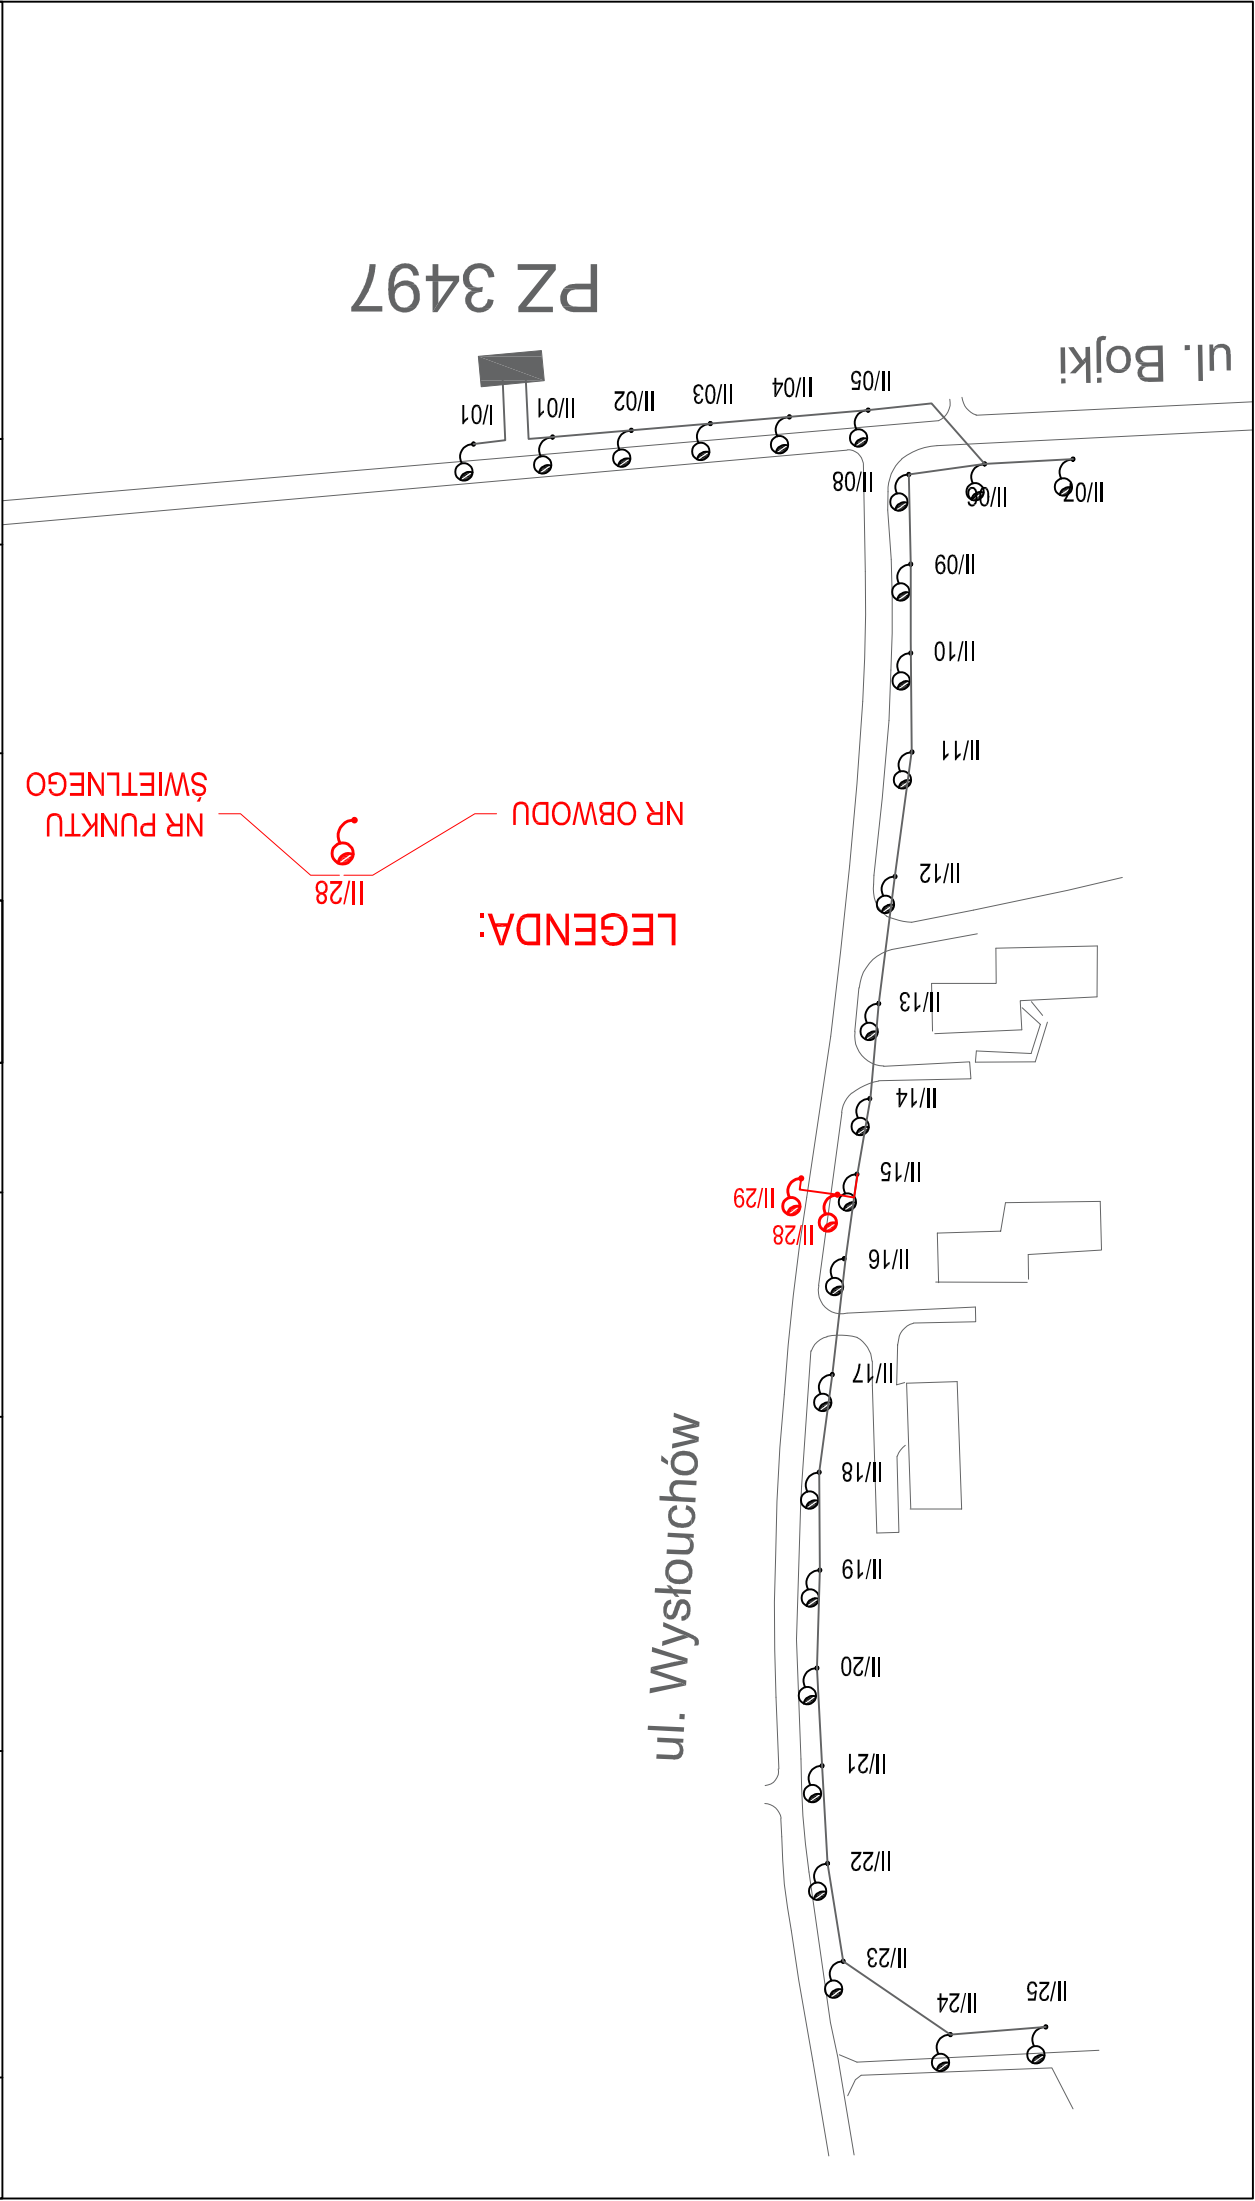 II/25
II/24
II/23
II/22
II/21
II/20
II/19
II/18
ul. Wysłouchów
II/17
II/16
II/28
II/29
II/15
II/14
II/13
LEGENDA:
II/28
NR OBWODU
NR PUNKTU
ŚWIETLNEGO
II/12
II/11
II/10
II/09
II/08
II/06
II/07
II/05
II/04
II/03
II/02
II/01
I/01
ul. Bojki
PZ 3497